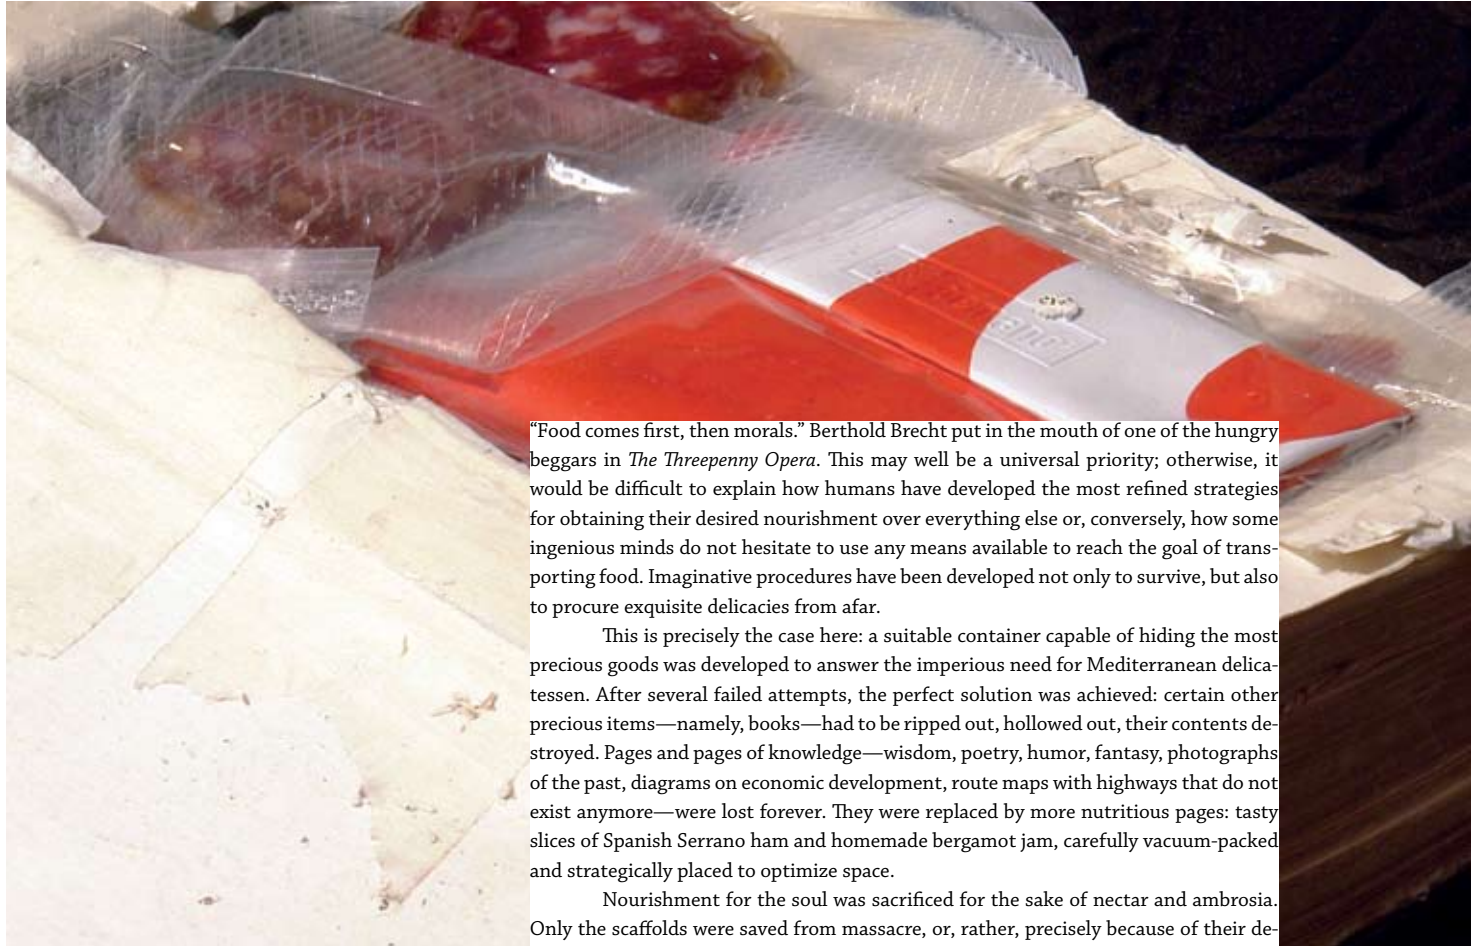 “Food comes first, then morals.” Berthold Brecht put in the mouth of one of the hungry
beggars in The Threepenny Opera. This may well be a universal priority; otherwise, it
would be difficult to explain how humans have developed the most refined strategies
for obtaining their desired nourishment over everything else or, conversely, how some
ingenious minds do not hesitate to use any means available to reach the goal of trans-
porting food. Imaginative procedures have been developed not only to survive, but also
to procure exquisite delicacies from afar.
This is precisely the case here: a suitable container capable of hiding the most
precious goods was developed to answer the imperious need for Mediterranean delica-
tessen. After several failed attempts, the perfect solution was achieved: certain other
precious items—namely, books—had to be ripped out, hollowed out, their contents de-
stroyed. Pages and pages of knowledge—wisdom, poetry, humor, fantasy, photographs
of the past, diagrams on economic development, route maps with highways that do not
exist anymore—were lost forever. They were replaced by more nutritious pages: tasty
slices of Spanish Serrano ham and homemade bergamot jam, carefully vacuum-packed
and strategically placed to optimize space.
Nourishment for the soul was sacrificed for the sake of nectar and ambrosia.
Only the scaffolds were saved from massacre, or, rather, precisely because of their de-